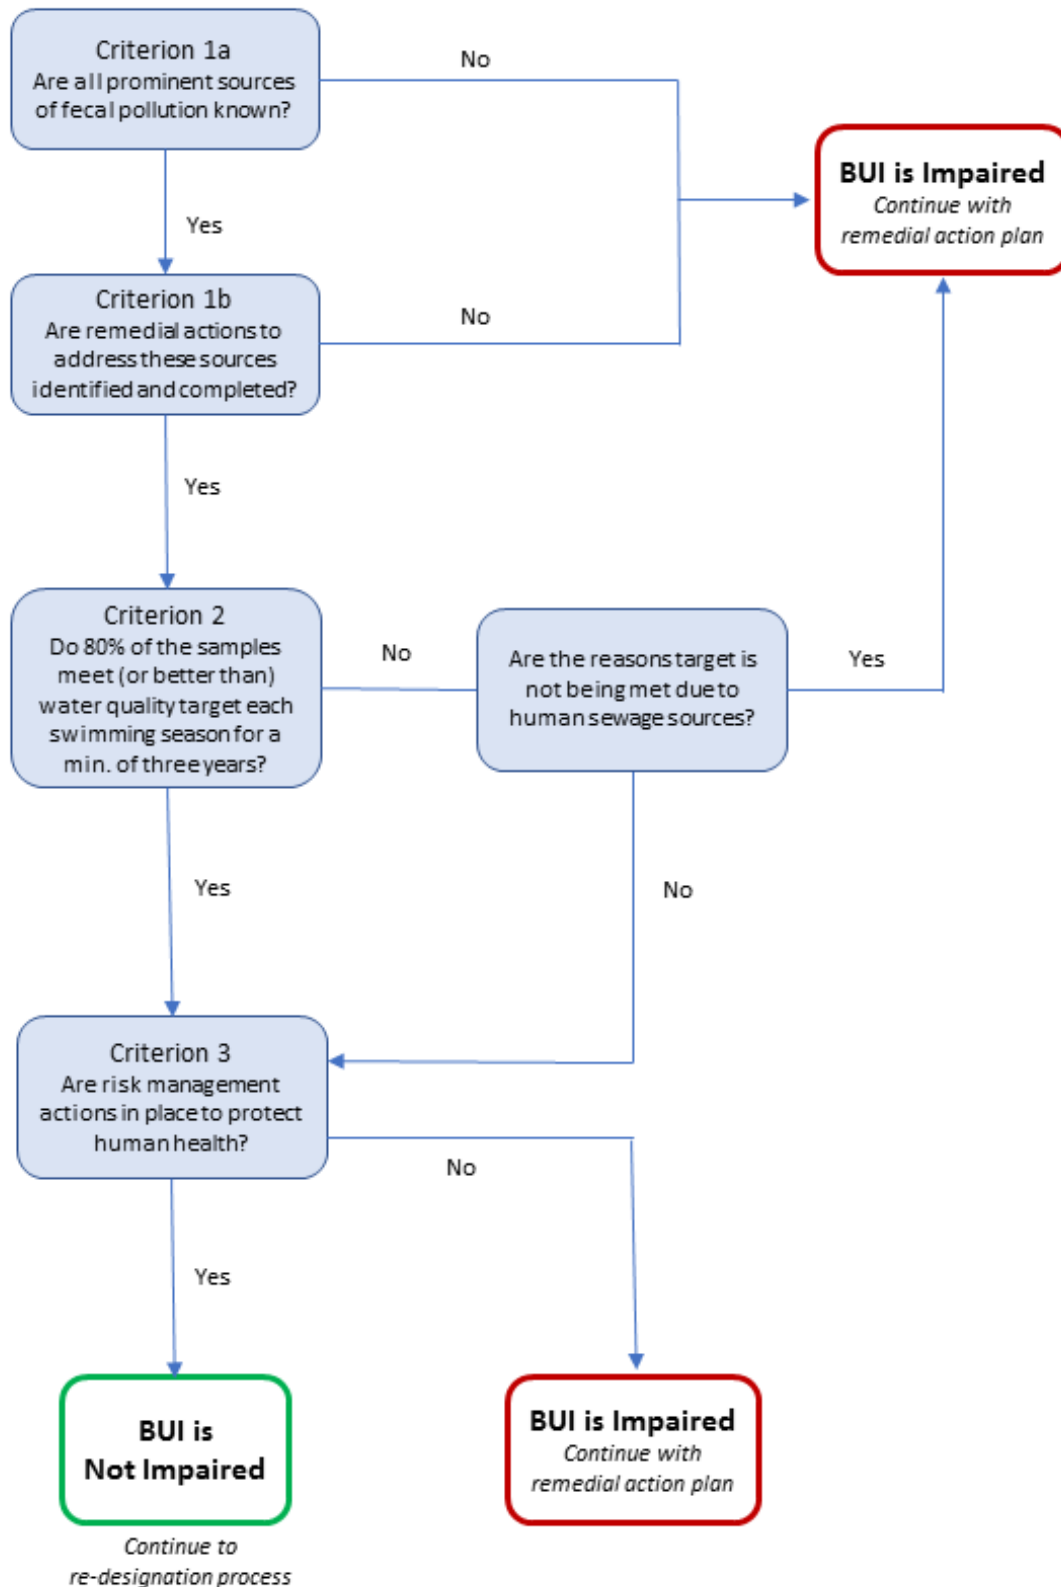 Criterion 1a
Are all prominent sources
of fecal pollution known?
No
BUI is Impaired
Continue with
remedial action plan
Yes
Criterion 1b
Are remedial actions to
address these sources
identified and completed?
No
Yes
Criterion 2
Do 80% of the samples
meet (or better than)
water quality target each
swimming season for a
min. of three years?
No
Are the reasons target is
not being met due to
human sewage sources?
Yes
Yes
No
Criterion 3
Are risk management
actions in place to protect
human health?
No
Yes
BUI is
Not Impaired
Continue to
re-designation process
BUI is Impaired
Continue with
remedial action plan